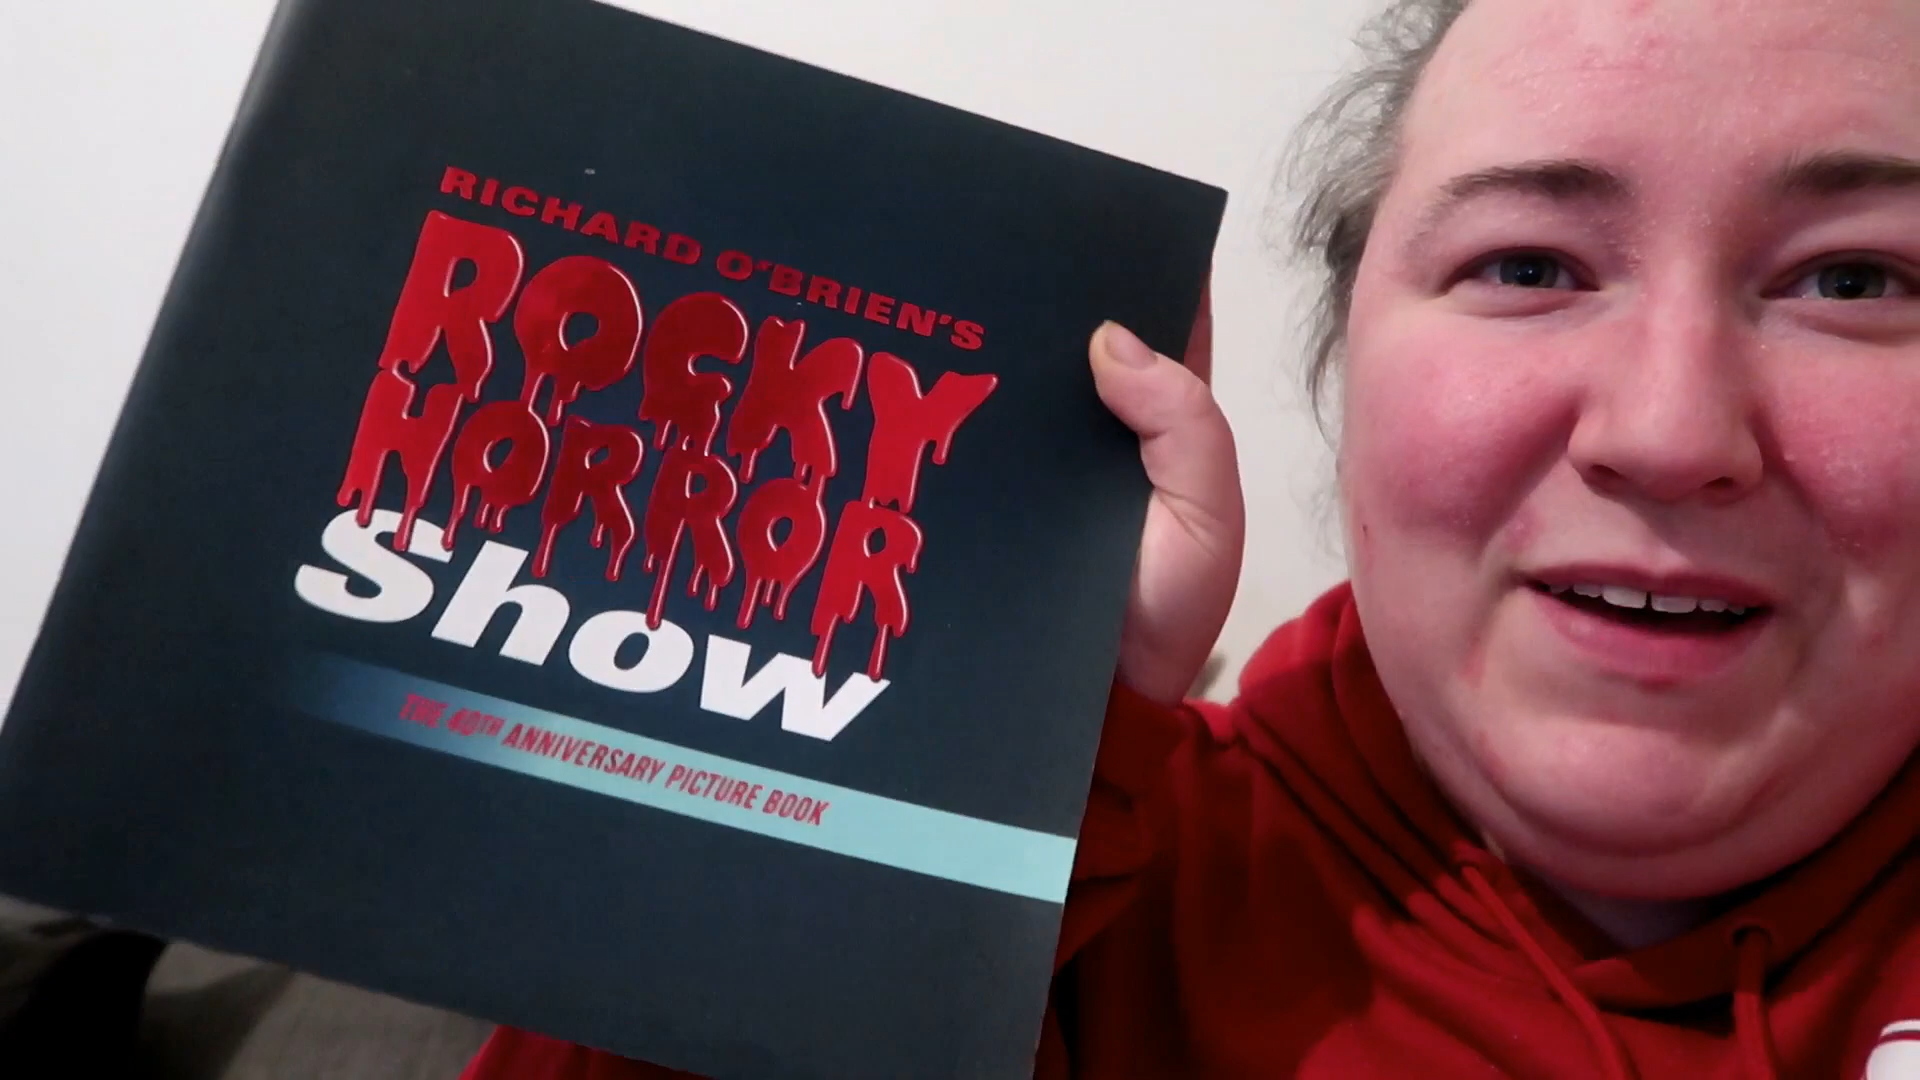 RICHARD O'BRIEN'S
ROCKY
HORROR
Show
THE 40TH ANNIVERSARY PICTURE BOOK